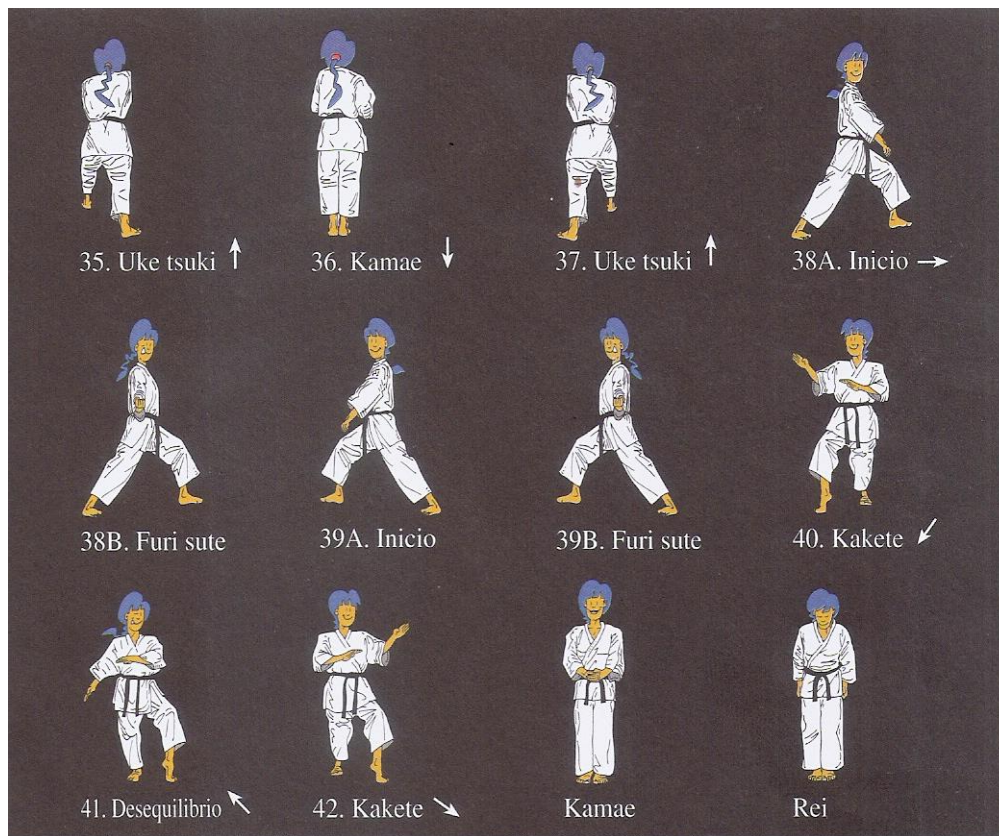 35. Uke tsuki ↑
36. Kamae ↓
37. Uke tsuki ↑
38A. Inicio →
38B. Furi sute
39A. Inicio
39B. Furi sute
40. Kakete ↙
41. Desequilibrio ↖
42. Kakete ↘
Kamae
Rei